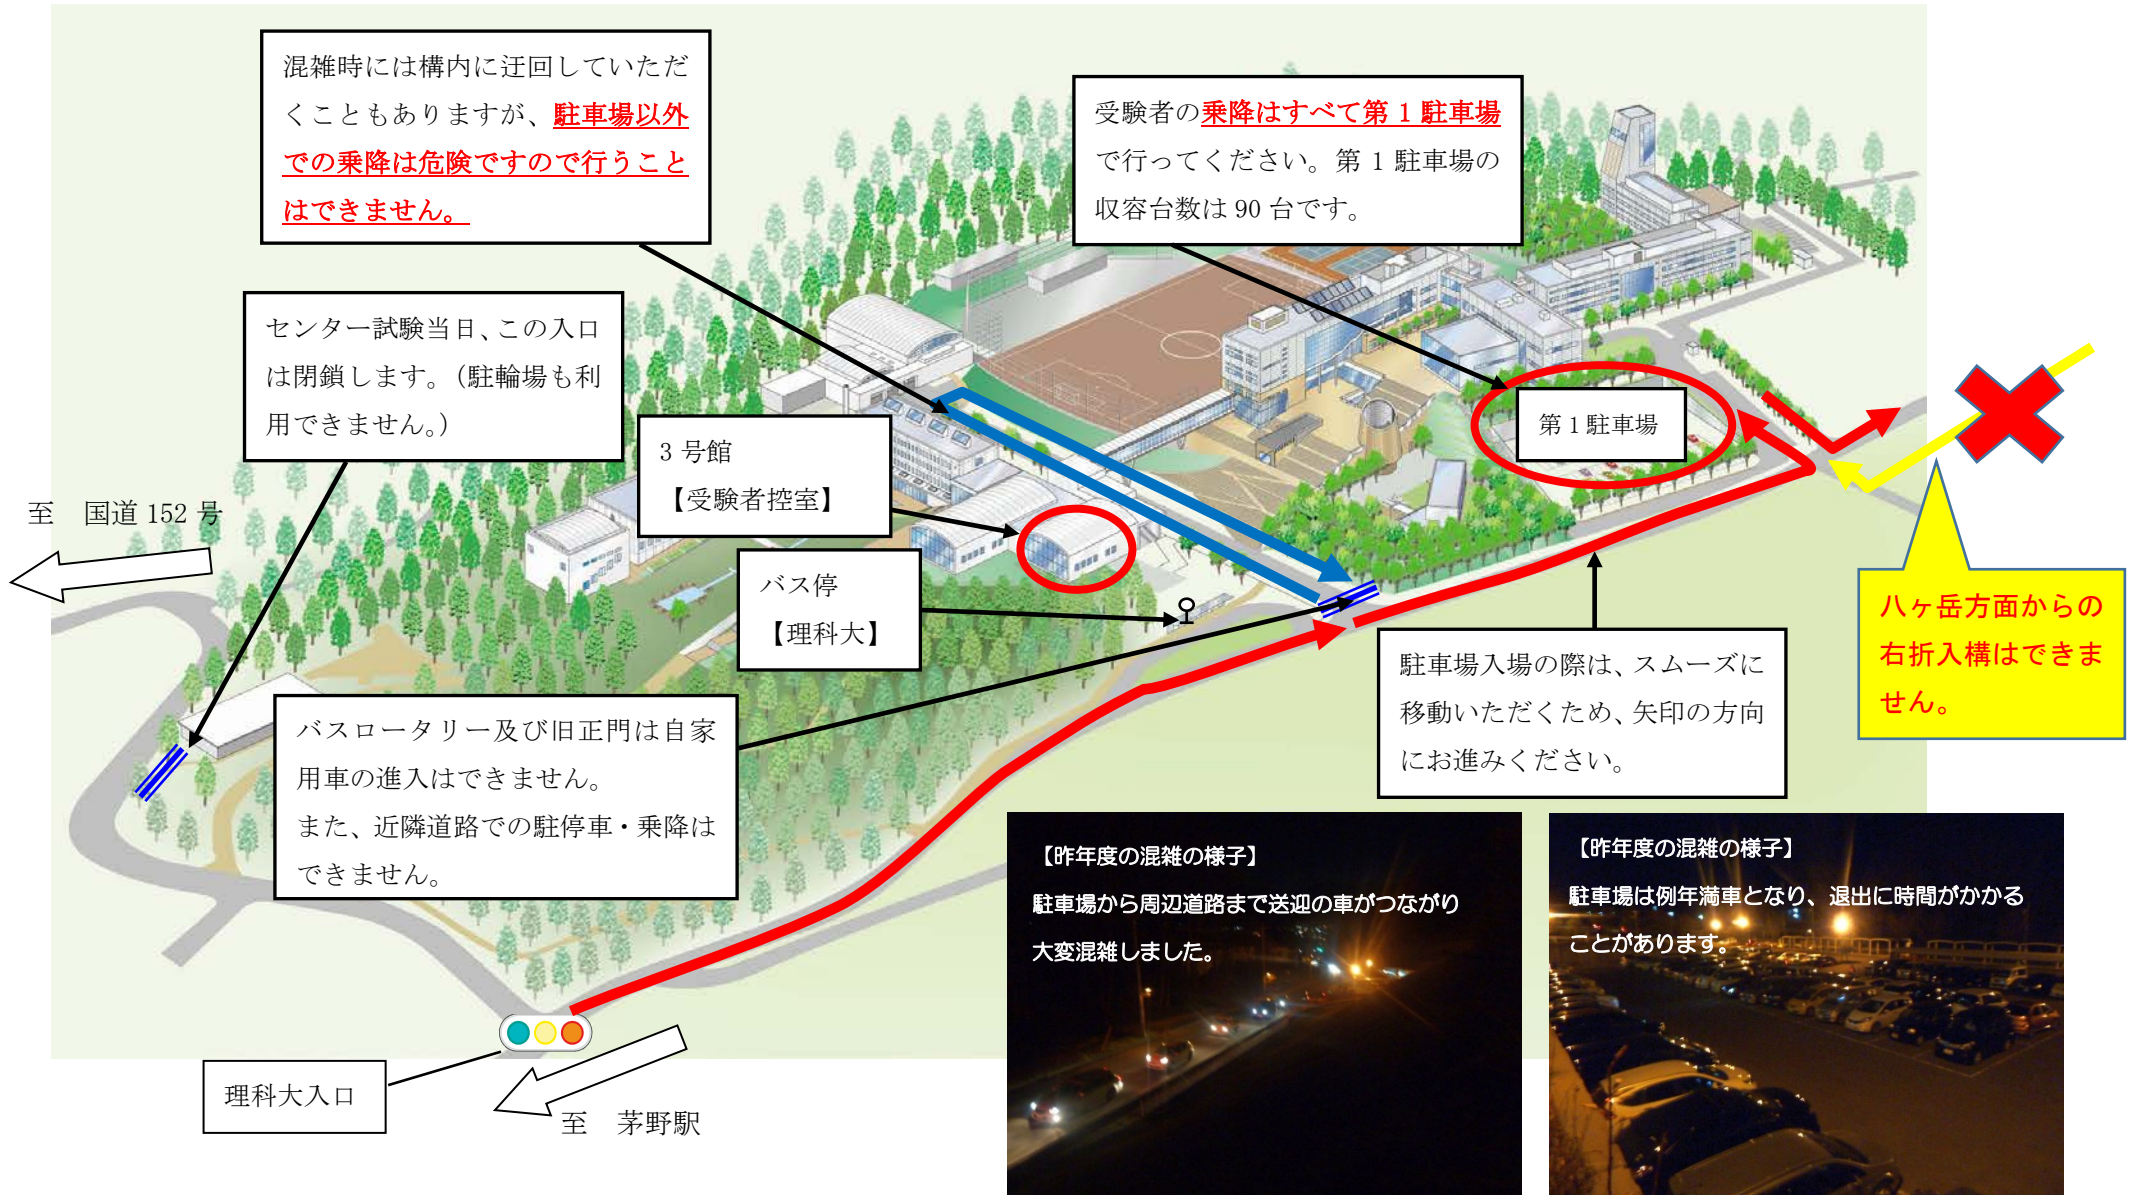 混雑時には構内に迂回していただ
くこともありますが、駐車場以外
での乗降は危険ですので行うこと
はできません。
受験者の乗降はすべて第1駐車場
で行ってください。第1駐車場の
収容台数は90台です。
センター試験当日、この入口
は閉鎖します。(駐輪場も利
用できません。)
3号館
【受験者控室】
第1駐車場
至 国道152号
バス停
【理科大】
八ヶ岳方面からの
右折入構はできま
せん。
駐車場入場の際は、スムーズに
移動いただくため、矢印の方向
にお進みください。
バスロータリー及び旧正門は自家
用車の進入はできません。
また、近隣道路での駐停車・乗降は
できません。
【昨年度の混雑の様子】
駐車場から周辺道路まで送迎の車がつながり
大変混雑しました。
【昨年度の混雑の様子】
駐車場は例年満車となり、退出に時間がかかる
ことがあります。
理科大入口
至 茅野駅